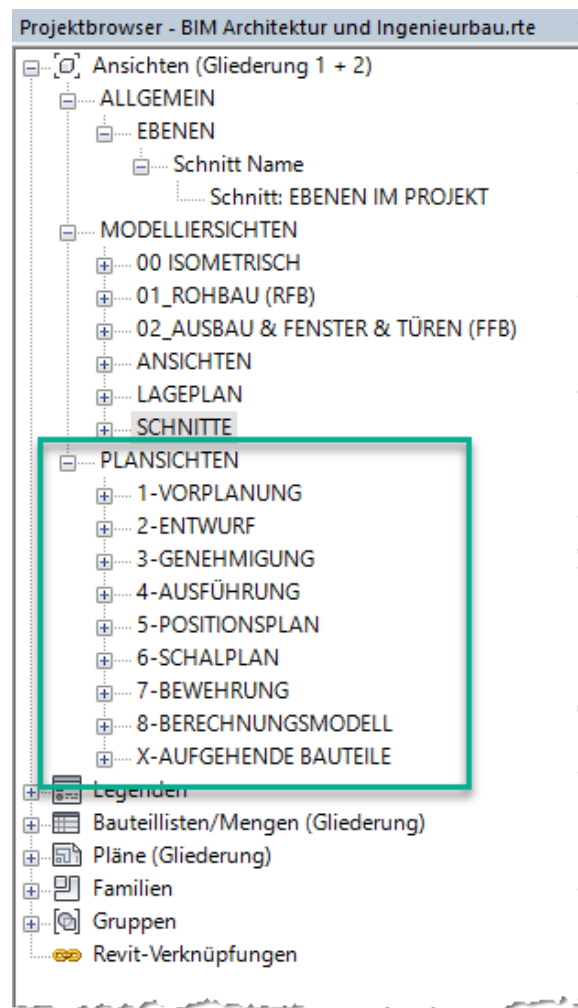 Projektbrowser - BIM Architektur und Ingenieurbau.rte
Ansichten (Gliederung 1 + 2)
ALLGEMEIN
EBENEN
Schnitt Name
Schnitt: EBENEN IM PROJEKT
MODELLIERSICHTEN
00 ISOMETRISCH
01_ROHBAU (RFB)
02_AUSBAU & FENSTER & TÜREN (FFB)
ANSICHTEN
LAGEPLAN
SCHNITTE
PLANSICHTEN
1-VORPLANUNG
2-ENTWURF
3-GENEHMIGUNG
4-AUSFÜHRUNG
5-POSITIONSPLAN
6-SCHALPLAN
7-BEWEHRUNG
8-BERECHNUNGSMODELL
X-AUFGEHENDE BAUTEILE
Legenden
Bauteillisten/Mengen (Gliederung)
Pläne (Gliederung)
Familien
Gruppen
Revit-Verknüpfungen